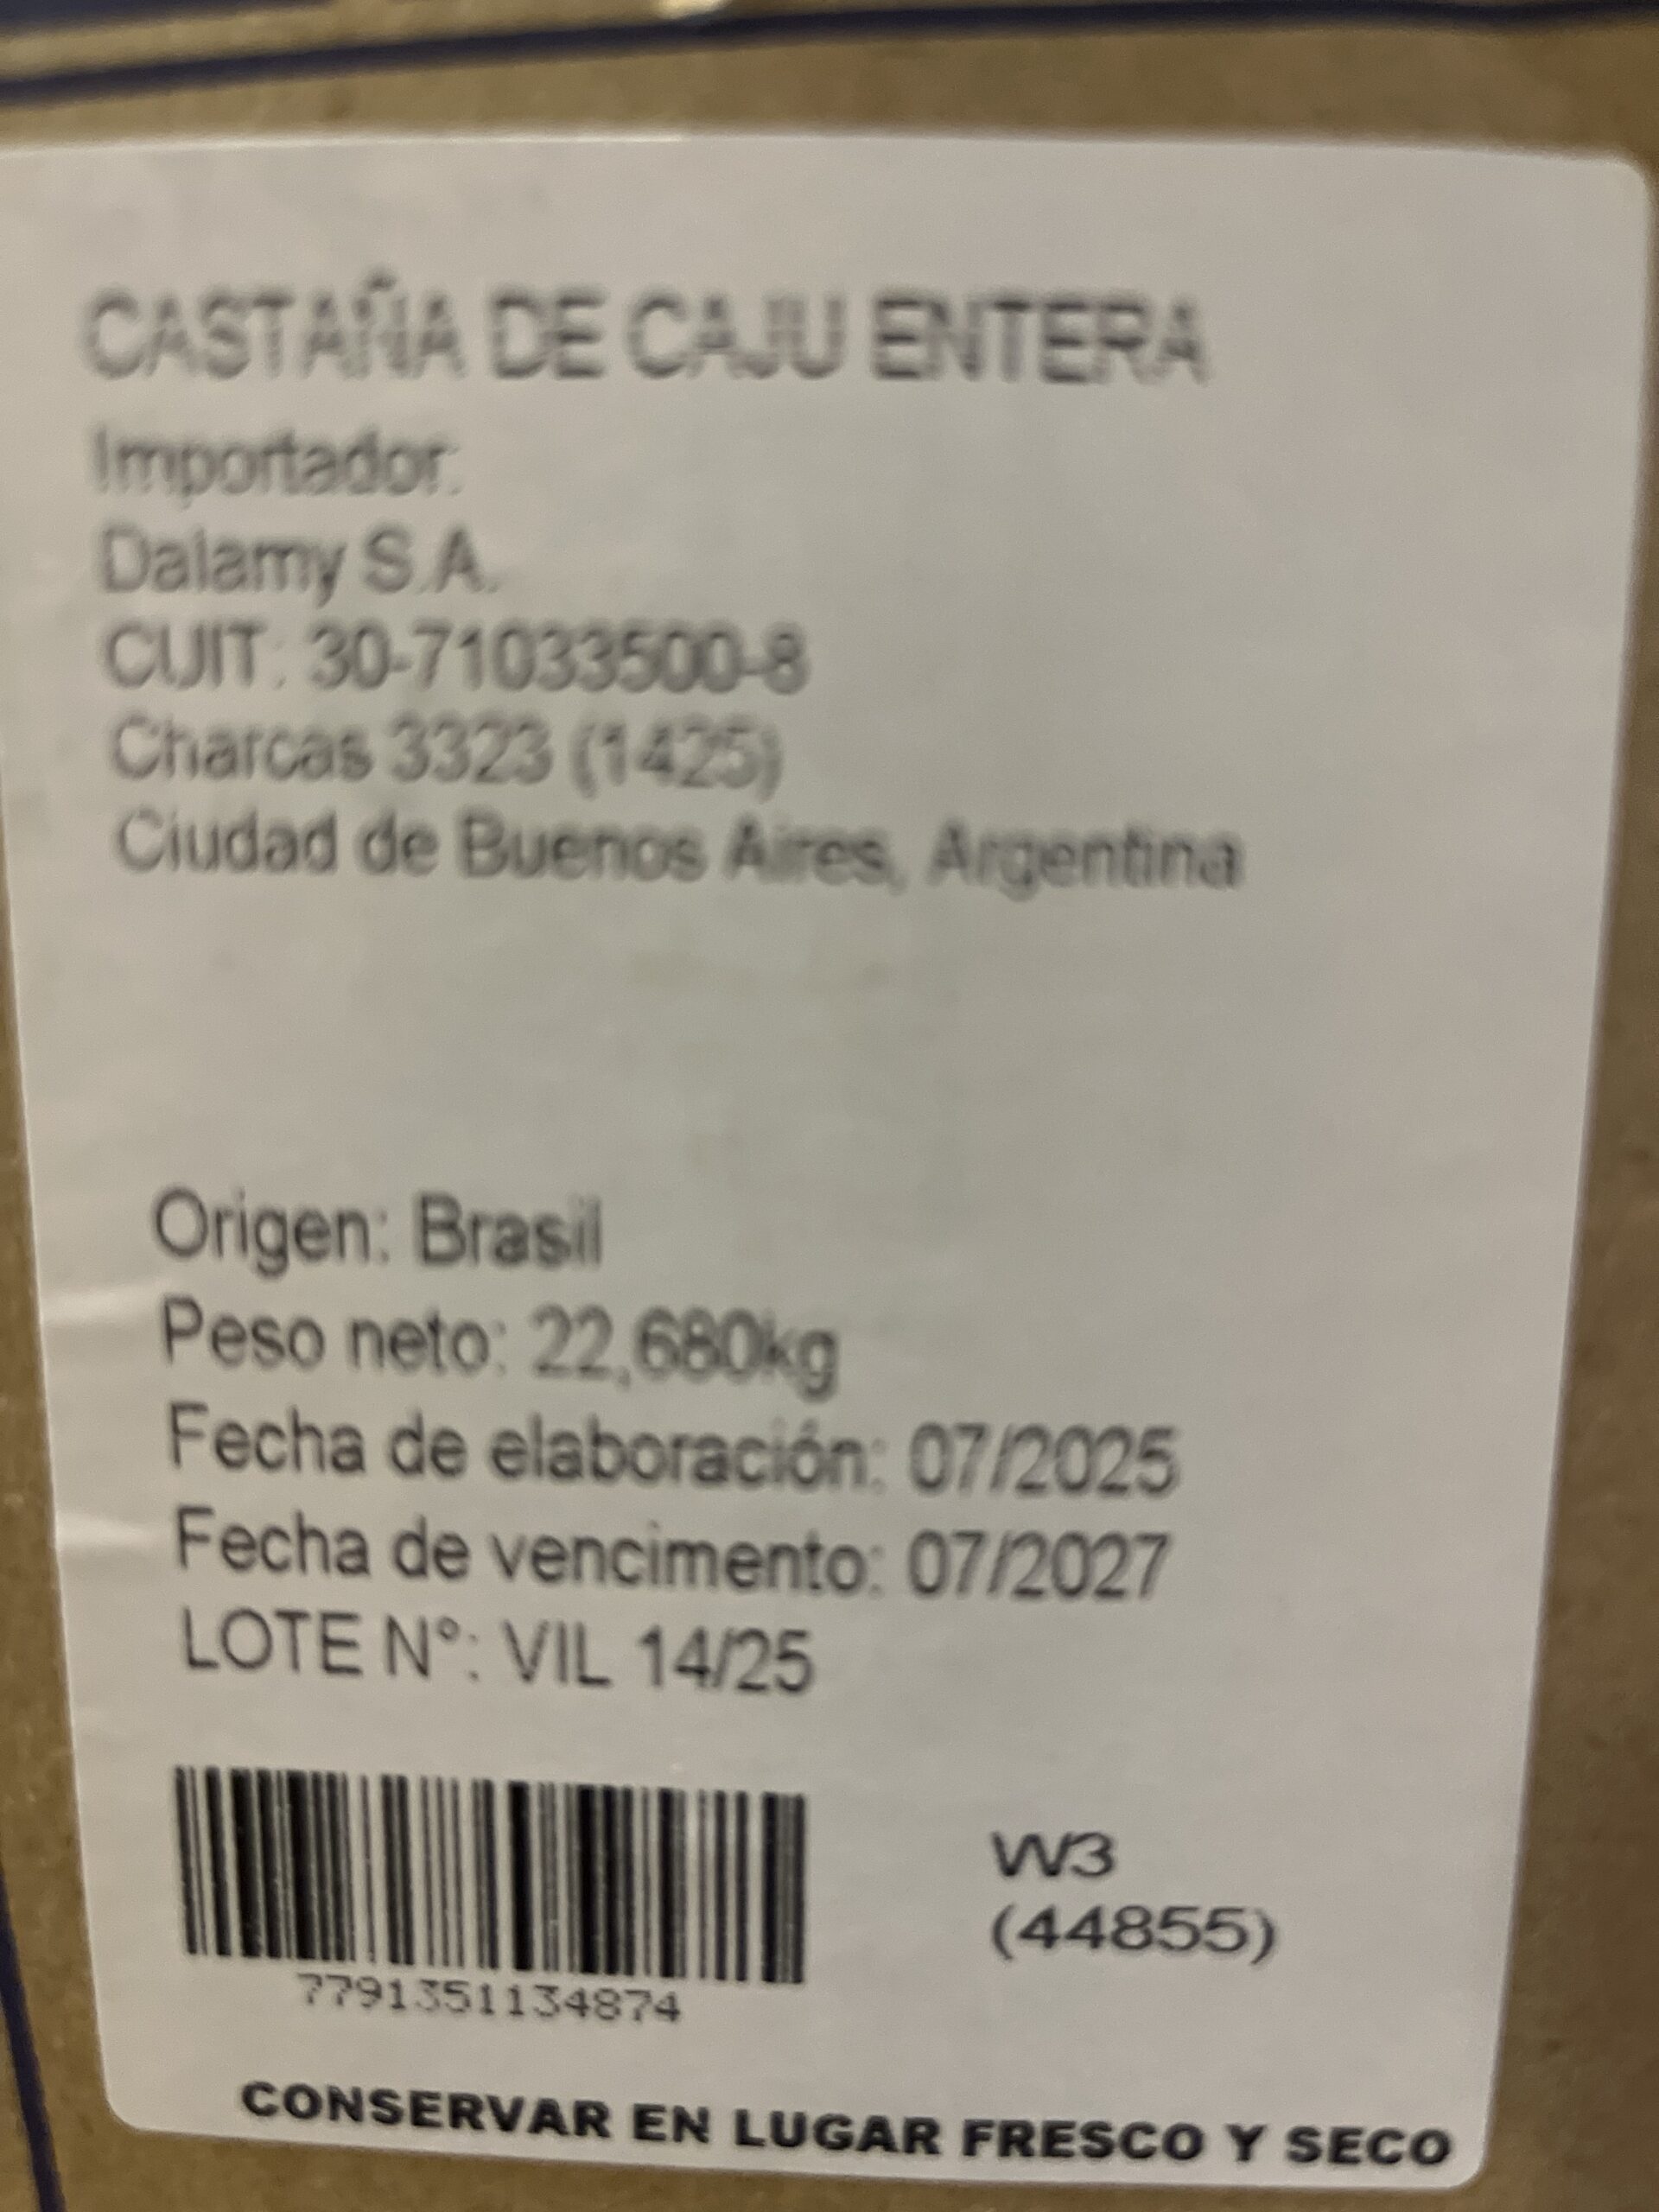 CASTAÑA DE CAJU ENTERA
Importador:
Dalamy S.A.
CUIT: 30-71033500-8
Charcas 3323 (1425)
Ciudad de Buenos Aires, Argentina
Origen: Brasil
Peso neto: 22,680kg
Fecha de elaboración: 07/2025
Fecha de vencimento: 07/2027
LOTE N°: VIL 14/25
W3
(44855)
7791351134874
CONSERVAR EN LUGAR FRESCO Y SECO